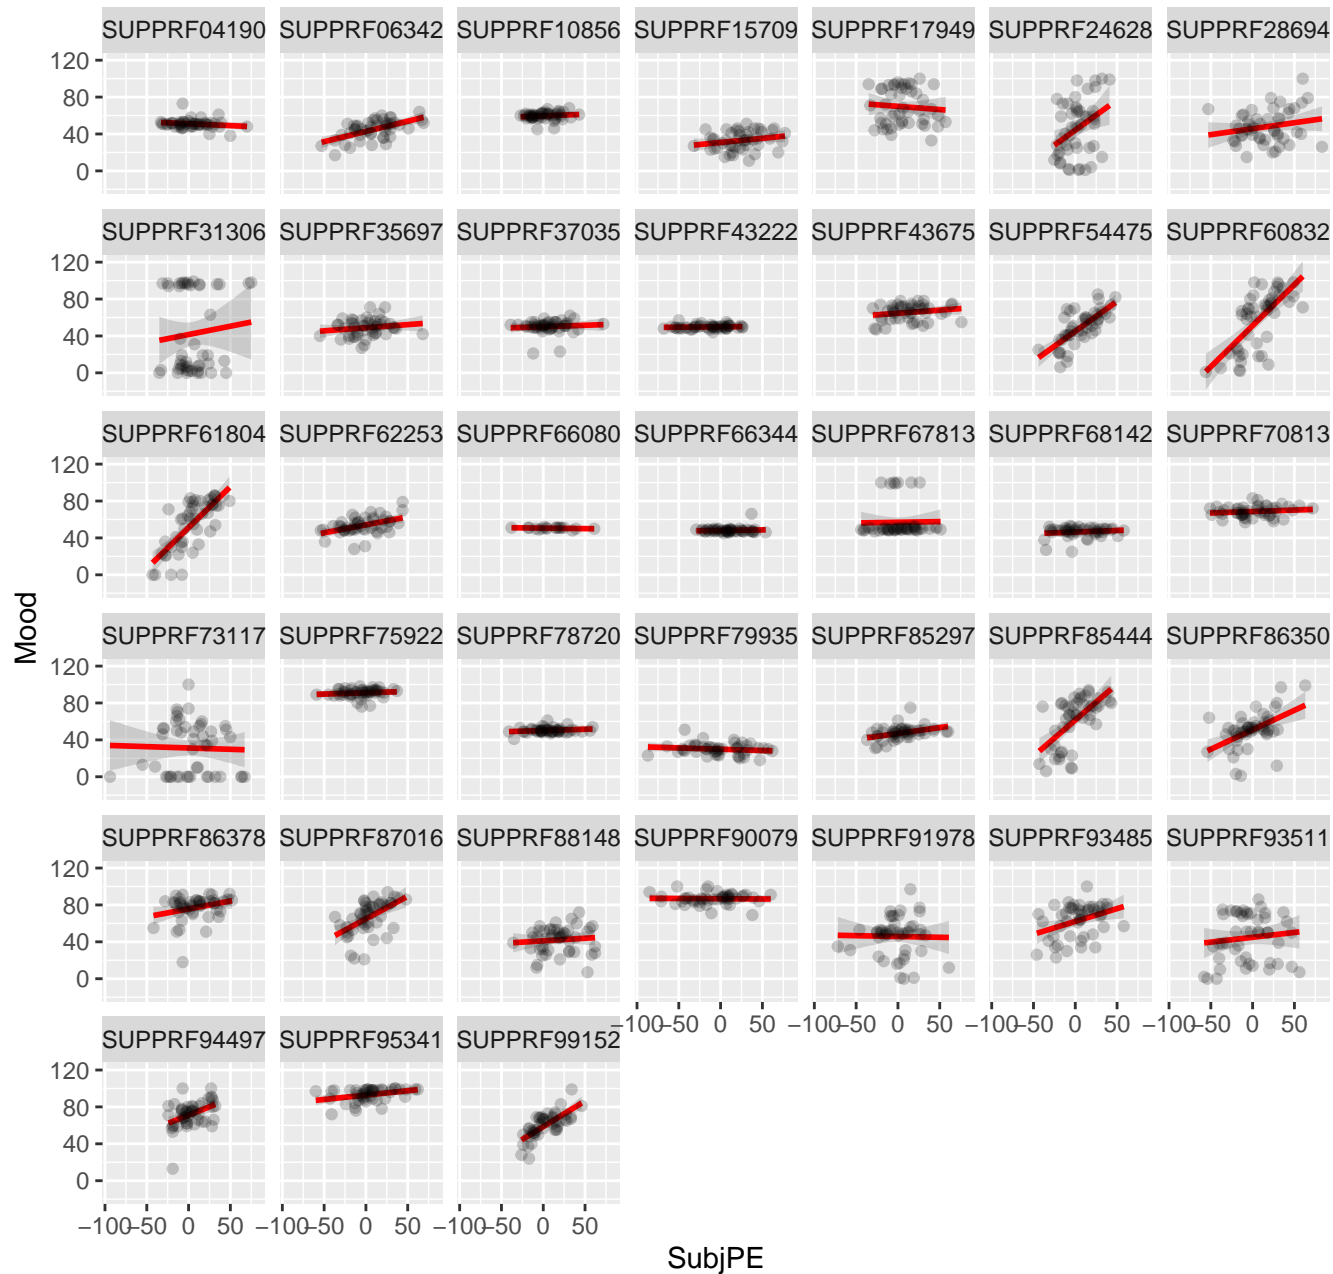 SUPPRF04190 SUPPRF06342 SUPPRF10856 SUPPRF15709 SUPPRF17949 SUPPRF24628 SUPPRF28694
120
80
40
0
SUPPRF31306 SUPPRF35697 SUPPRF37035 SUPPRF43222 SUPPRF43675 SUPPRF54475 SUPPRF60832
120
80
40
0
SUPPRF61804 SUPPRF62253 SUPPRF66080 SUPPRF66344 SUPPRF67813 SUPPRF68142 SUPPRF70813
120
80
40
0
Mood
SUPPRF73117 SUPPRF75922 SUPPRF78720 SUPPRF79935 SUPPRF85297 SUPPRF85444 SUPPRF86350
120
80
40
0
SUPPRF86378 SUPPRF87016 SUPPRF88148 SUPPRF90079 SUPPRF91978 SUPPRF93485 SUPPRF93511
120
80
40
0
−100 −50 0 50 −100 −50 0 50 −100 −50 0 50 −100 −50 0 50
SUPPRF94497 SUPPRF95341 SUPPRF99152
120
80
40
0
−100 −50 0 50 −100 −50 0 50 −100 −50 0 50
SubjPE